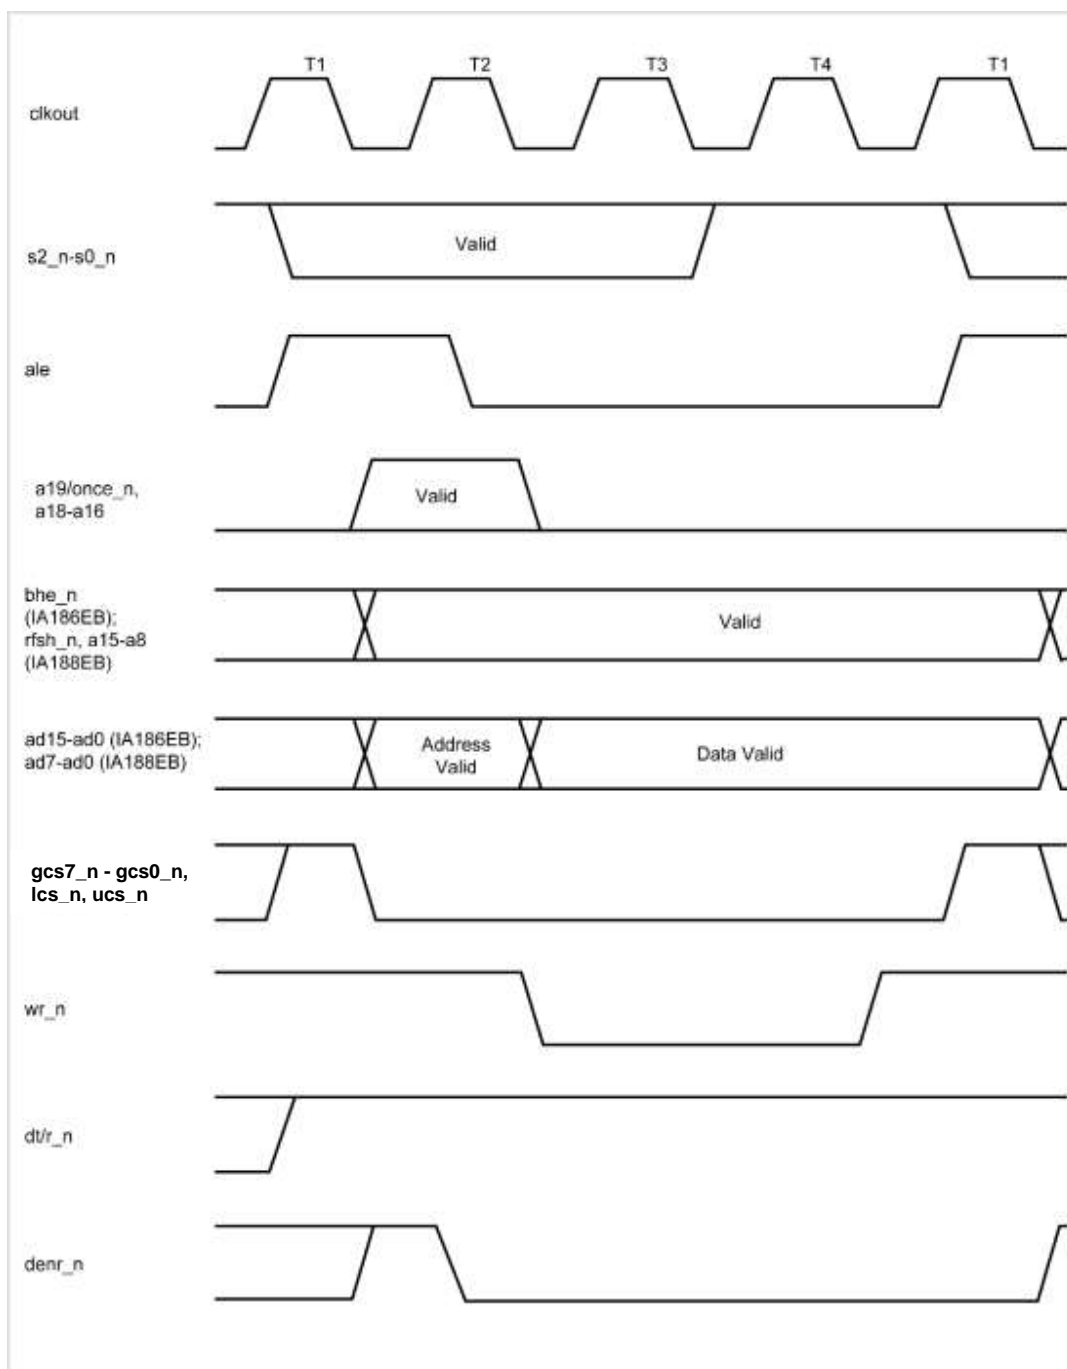 T1 T2 T3 T4 T1
clkout
s2_n-s0_n
Valid
ale
a19/once_n,
a18-a16
Valid
bhe_n
(IA186EB);
rfsh_n, a15-a8
(IA188EB)
Valid
ad15-ad0 (IA186EB);
ad7-ad0 (IA188EB)
Address
Valid
Data Valid
gcs7_n - gcs0_n,
lcs_n, ucs_n
wr_n
dt/r_n
denr_n